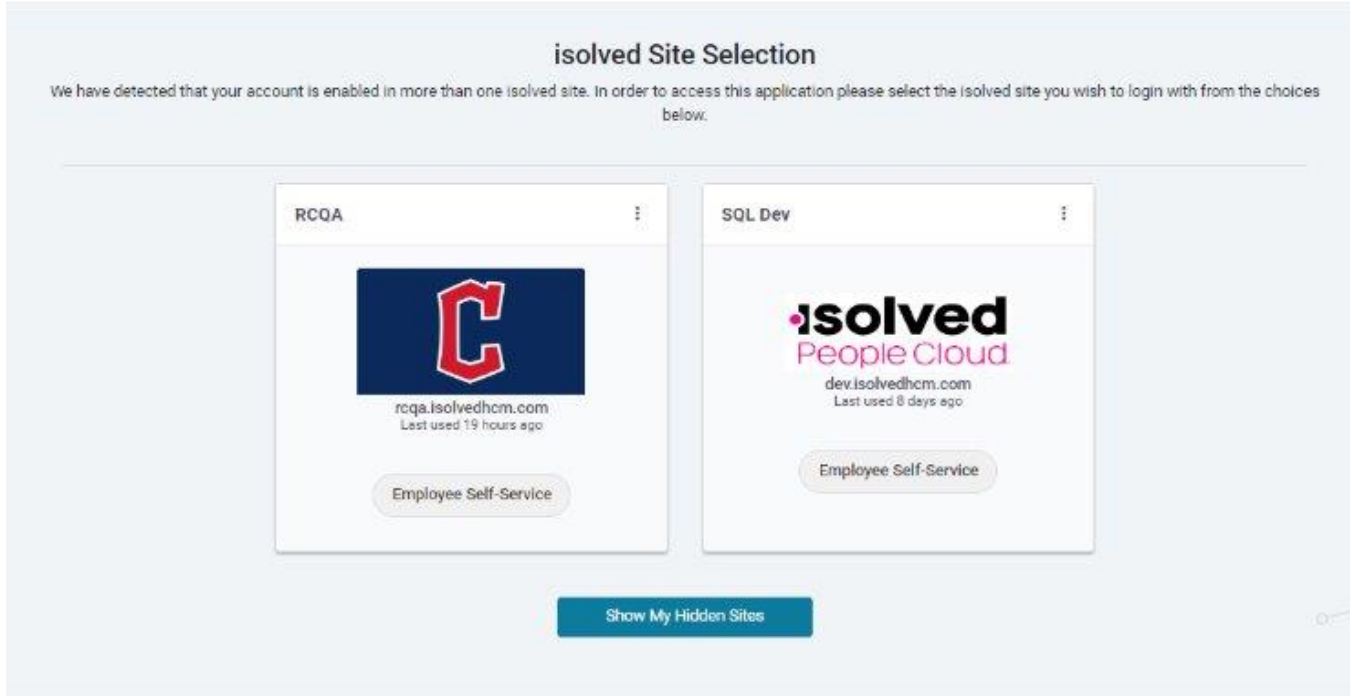 isolved Site Selection
We have detected that your account is enabled in more than one isolved site. In order to access this application please select the isolved site you wish to login with from the choices
below.
RCQA
C
rcqa.isolvedhcm.com
Last used 19 hours ago
Employee Self-Service
SQL Dev
isolved
People Cloud
dev.isolvedhcm.com
Last used 8 days ago
Employee Self-Service
Show My Hidden Sites